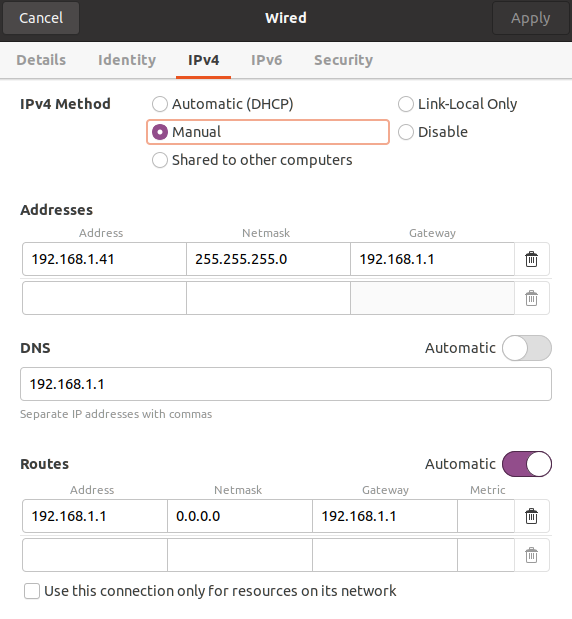 Cancel Wired Apply
Details Identity IPv4 IPv6 Security
IPv4 Method Automatic (DHCP) Link-Local Only
Manual Disable
Shared to other computers
Addresses
Address Netmask Gateway
192.168.1.41 255.255.255.0 192.168.1.1
DNS Automatic
192.168.1.1
Separate IP addresses with commas
Routes Automatic
Address Netmask Gateway Metric
192.168.1.1 0.0.0.0 192.168.1.1
Use this connection only for resources on its network